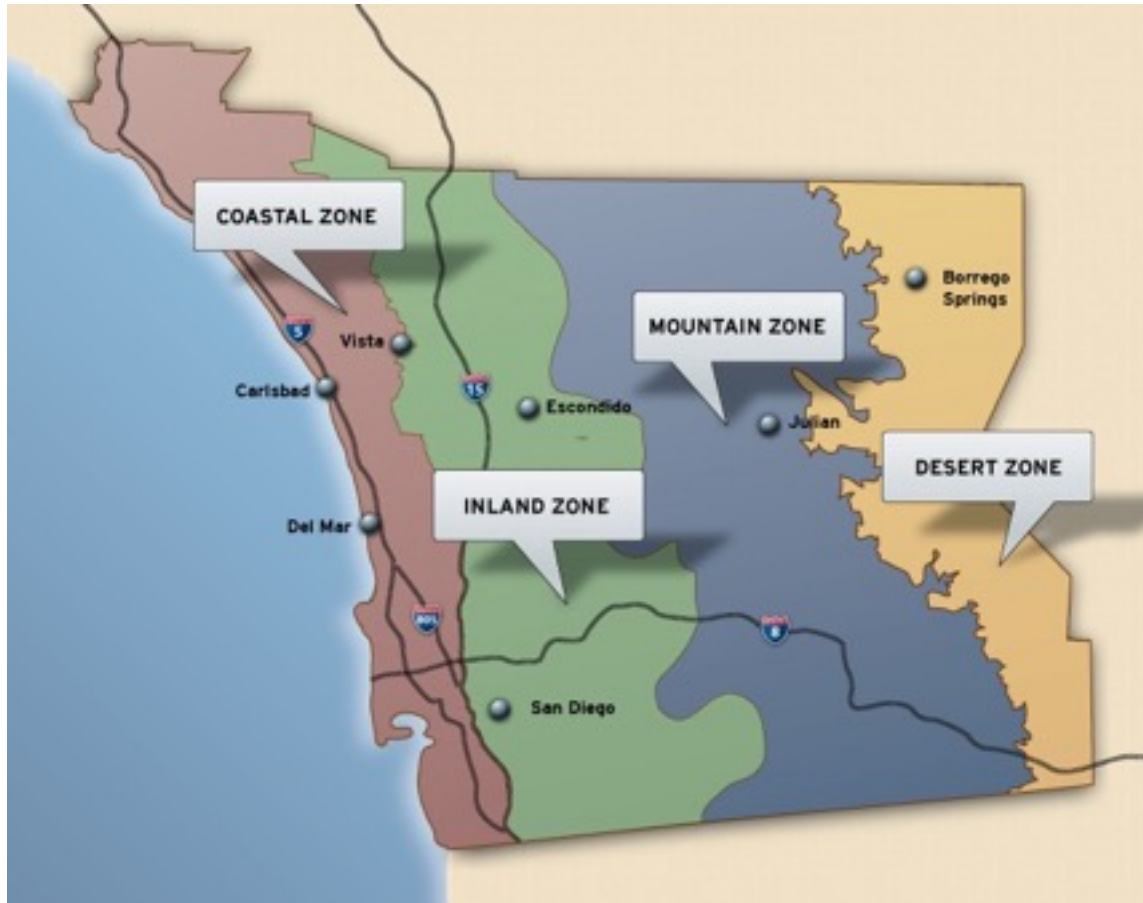 COASTAL ZONE
5
Vista
Carlsbad
15
Escondido
Borrego
Springs
MOUNTAIN ZONE
Julian
DESERT ZONE
INLAND ZONE
Del Mar
805
8
San Diego